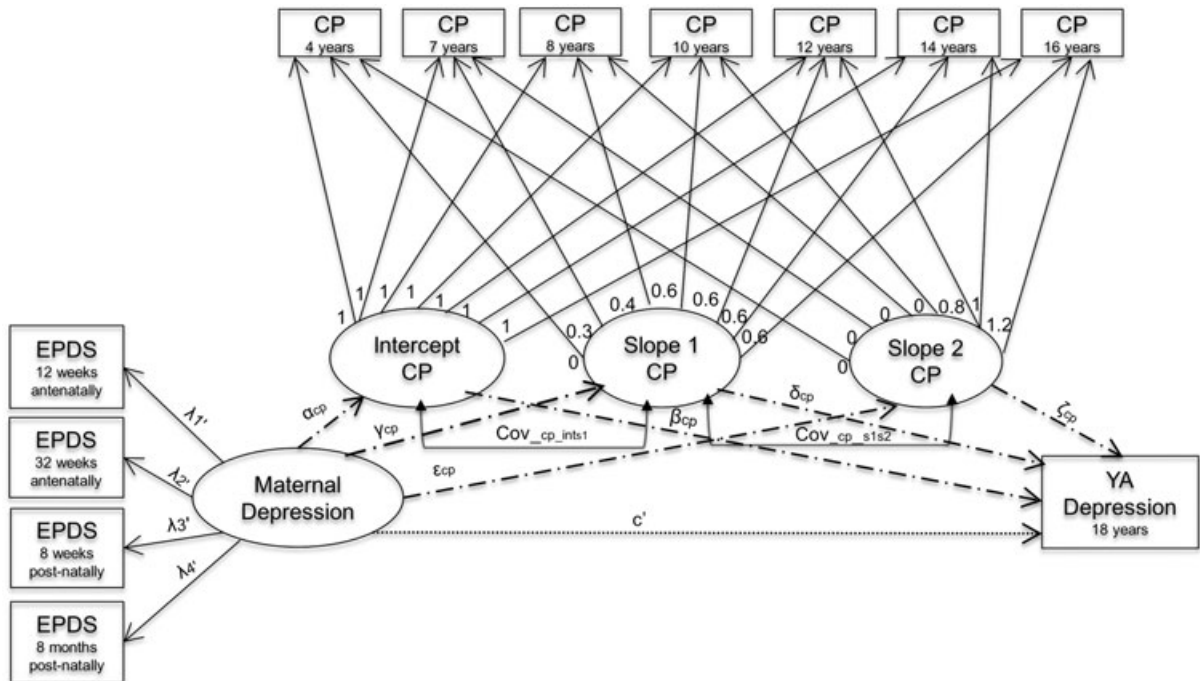 CP
4 years
CP
7 years
CP
8 years
CP
10 years
CP
12 years
CP
14 years
CP
16 years
1
1
1
1
1
1
1
0
0.3
0.4
0.6
0.6
0.6
0.6
0
0
0
0
0.8
1
1.2
Intercept
CP
Slope 1
CP
Slope 2
CP
EPDS
12 weeks
antenatally
EPDS
32 weeks
antenatally
EPDS
8 weeks
post-natally
EPDS
8 months
post-natally
λ1'
λ2'
λ3'
λ4'
Maternal
Depression
αcp
γcp
εcp
Cov_cp_ints1
βcp
δcp
Cov_cp_s1s2
ζcp
c'
YA
Depression
18 years